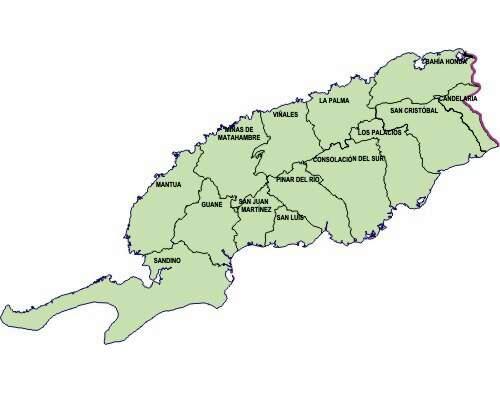 BAHÍA HONDA
CANDELARIA
LA PALMA
SAN CRISTÓBAL
VIÑALES
LOS PALACIOS
MINAS DE
MATAHAMBRE
CONSOLACIÓN DEL SUR
PINAR DEL RÍO
MANTUA
GUANE
SAN JUAN
MARTÍNEZ
SAN LUIS
SANDINO